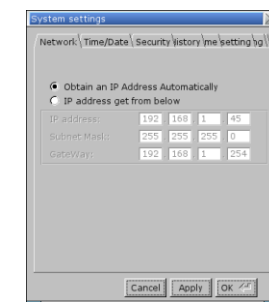 System settings
Network Time/Date Security History me setting ng
Obtain an IP Address Automatically
IP address get from below
IP address: 192 168 1 45
Subnet Mask: 255 255 255 0
GateWay: 192 168 1 254
Cancel Apply OK